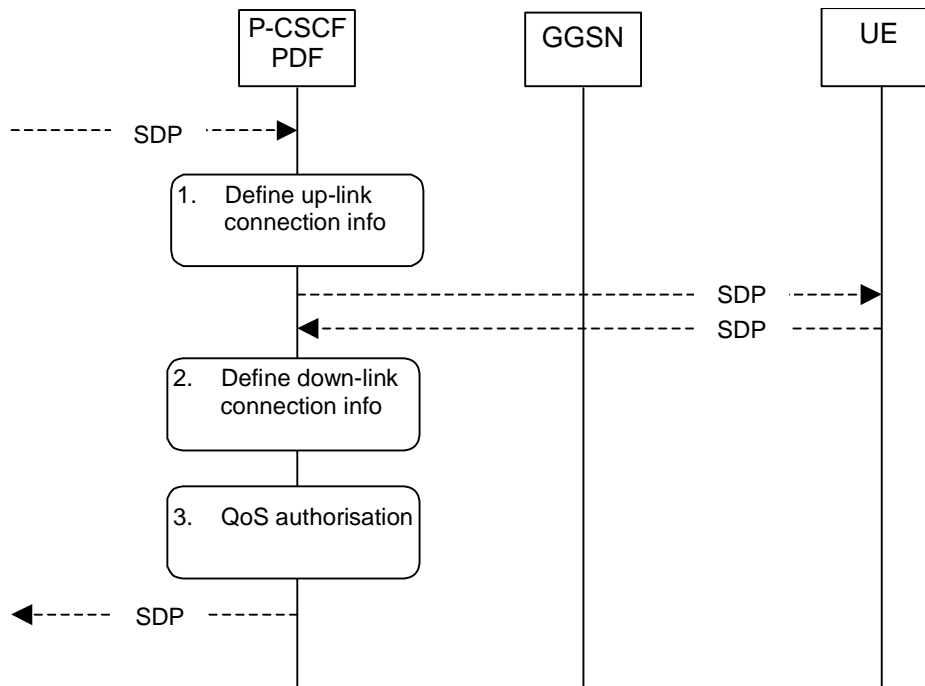 P-CSCF
PDF
GGSN
UE
SDP
1. Define up-link
connection info
SDP
SDP
2. Define down-link
connection info
3. QoS authorisation
SDP